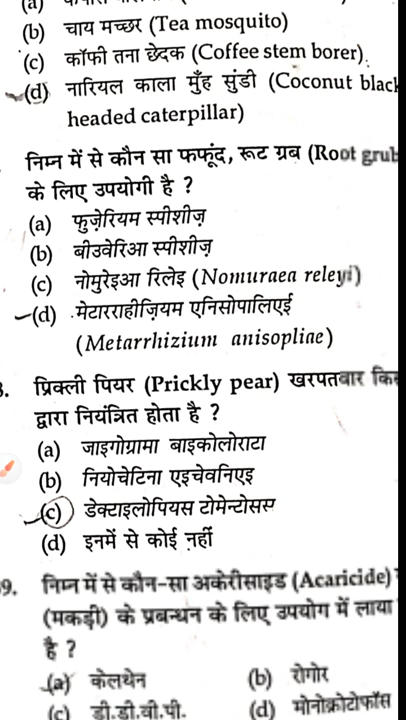 (a)
(b) चाय मच्छर (Tea mosquito)
(c) कॉफी तना छेदक (Coffee stem borer).
(d) नारियल काला मुँह सुंडी (Coconut black
headed caterpillar)
निम्न में से कौन सा फफूंद, रूट ग्रब (Root grub
के लिए उपयोगी है ?
(a) फुज़ेरियम स्पीशीज़
(b) बीउवेरिआ स्पीशीज़
(c) नोमुरेइआ रिलेइ (Nomuraea releyi)
(d) मेटाराहीज़ियम एनिसोपालिएई
(Metarrhizium anisopliae)
3. प्रिक्ली पियर (Prickly pear) खरपतवार किस
द्वारा नियंत्रित होता है ?
(a) जाइगोग्रामा बाइकोलोराटा
(b) नियोचेटिना एइचेवनिएइ
(c) डेक्टाइलोपियस टोमेन्टोसस
(d) इनमें से कोई नहीं
9. निम्न में से कौन-सा अकेरीसाइड (Acaricide)
(मकड़ी) के प्रबन्धन के लिए उपयोग में लाया
है ?
(a) केलथेन (b) रोगोर
(c) डी.डी.वी.पी. (d) मोनोक्रोटोफॉस